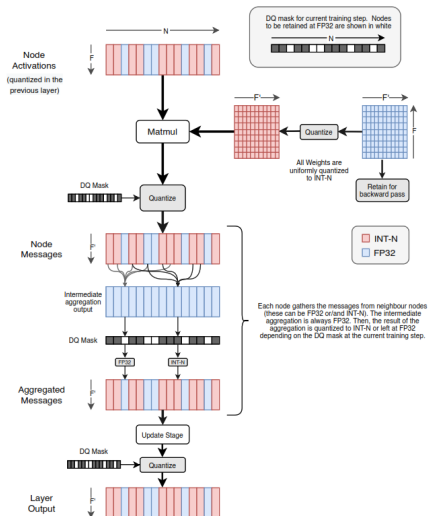 N
DQ mask for current training step. Nodes
to be retained at FP32 are shown in white
N
Node
Activations
(quantized in the
previous layer)
F
F'
F'
Matmul
Quantize
F
All Weights are
uniformly quantized
to INT-N
Retain for
backward pass
DQ Mask
Quantize
Node
Messages
F'
INT-N
FP32
Intermediate
aggregation
output
Each node gathers the messages from neighbour nodes
(these can be FP32 or/and INT-N). The intermediate
aggregation is always FP32. Then, the result of the
aggregation is quantized to INT-N or left at FP32
depending on the DQ mask at the current training step.
DQ Mask
FP32
INT-N
Aggregated
Messages
F'
Update Stage
DQ Mask
Quantize
Layer
Output
F'